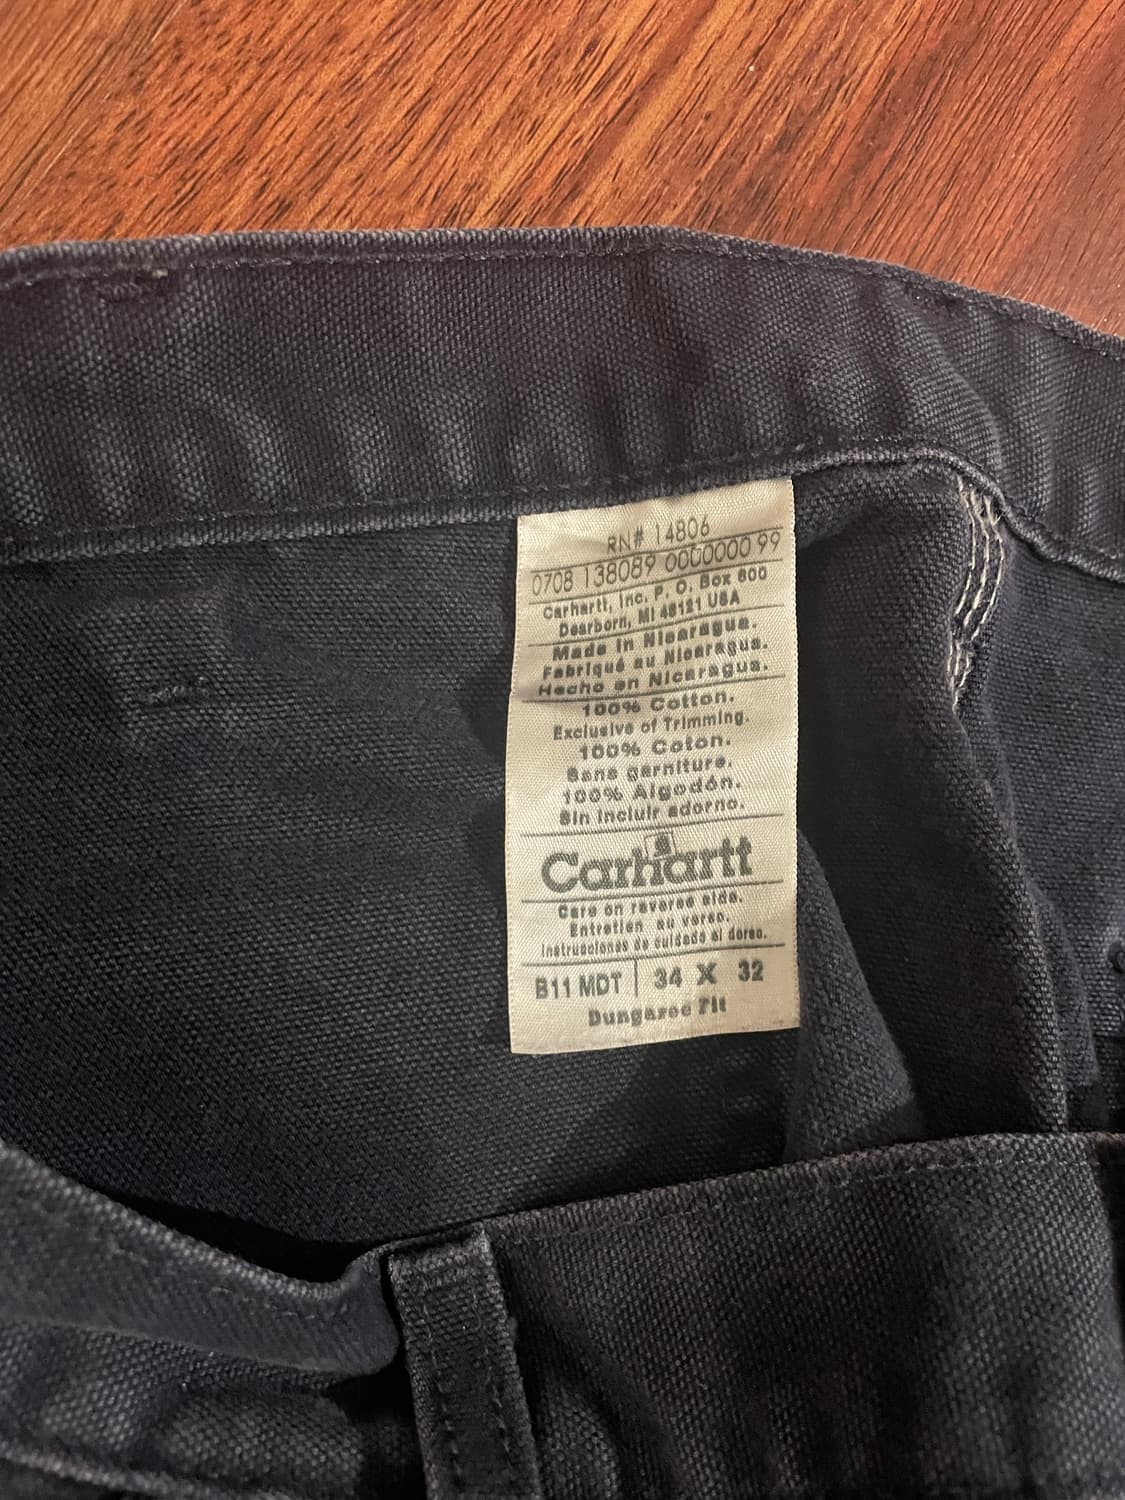 RN# 14806
0708 138089 0000000 99
Carhartt, Inc. P. O. Box 600
Dearborn, MI 48121 USA
Made in Nicaragua.
Fabriqué au Nicaragua.
Hecho en Nicaragua.
100% Cotton.
Exclusive of Trimming.
100% Coton.
Sans garniture.
100% Algodón.
Sin incluir adorno.
Carhartt
Care on reverse side.
Entretien au verso.
Instrucciones de cuidado al dorso.
B11 MDT | 34 X 32
Dungaree Fit